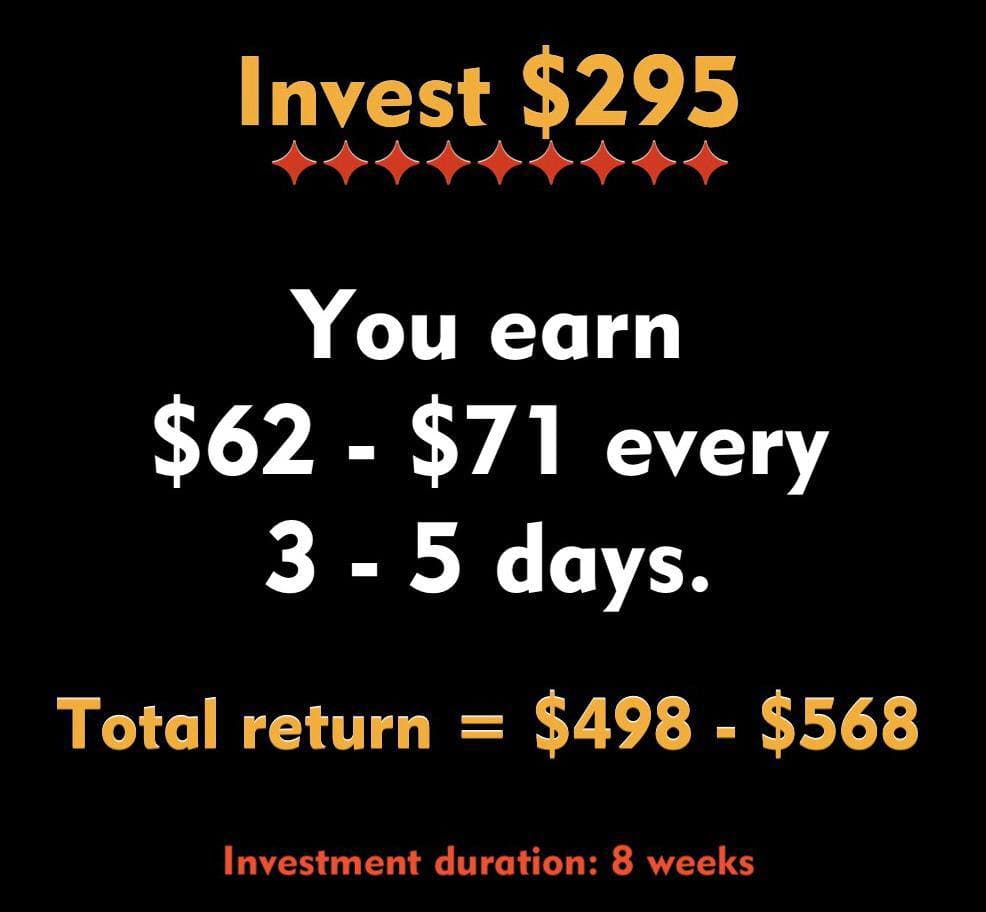 Invest $295
You earn
$62 - $71 every
3 - 5 days.
Total return = $498 - $568
Investment duration: 8 weeks